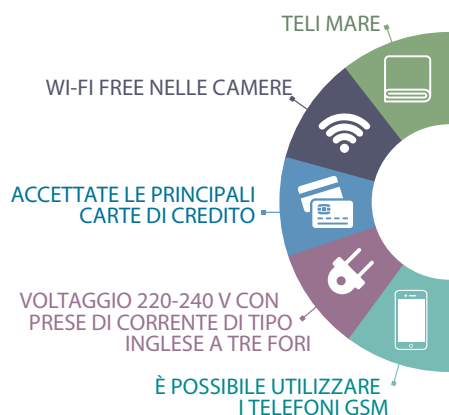 TELI MARE
WI-FI FREE NELLE CAMERE
ACCETTATE LE PRINCIPALI
CARTE DI CREDITO
VOLTAGGIO 220-240 V CON
PRESE DI CORRENTE DI TIPO
INGLESE A TRE FORI
È POSSIBILE UTILIZZARE
I TELEFONI GSM